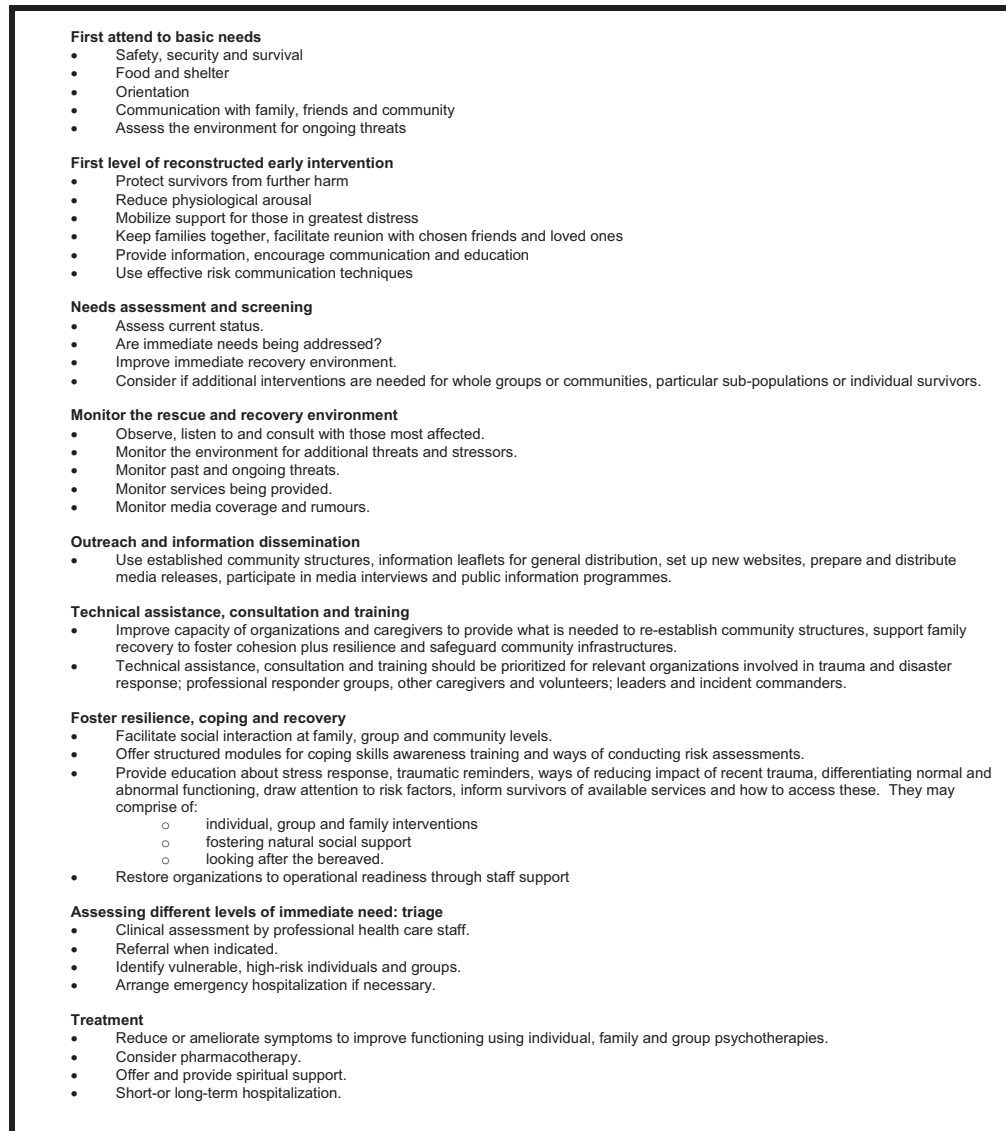 First attend to basic needs
• Safety, security and survival
• Food and shelter
• Orientation
• Communication with family, friends and community
• Assess the environment for ongoing threats
First level of reconstructed early intervention
• Protect survivors from further harm
• Reduce physiological arousal
• Mobilize support for those in greatest distress
• Keep families together, facilitate reunion with chosen friends and loved ones
• Provide information, encourage communication and education
• Use effective risk communication techniques
Needs assessment and screening
• Assess current status.
• Are immediate needs being addressed?
• Improve immediate recovery environment.
• Consider if additional interventions are needed for whole groups or communities, particular sub-populations or individual survivors.
Monitor the rescue and recovery environment
• Observe, listen to and consult with those most affected.
• Monitor the environment for additional threats and stressors.
• Monitor past and ongoing threats.
• Monitor services being provided.
• Monitor media coverage and rumours.
Outreach and information dissemination
• Use established community structures, information leaflets for general distribution, set up new websites, prepare and distribute
media releases, participate in media interviews and public information programmes.
Technical assistance, consultation and training
• Improve capacity of organizations and caregivers to provide what is needed to re-establish community structures, support family
recovery to foster cohesion plus resilience and safeguard community infrastructures.
• Technical assistance, consultation and training should be prioritized for relevant organizations involved in trauma and disaster
response; professional responder groups, other caregivers and volunteers; leaders and incident commanders.
Foster resilience, coping and recovery
• Facilitate social interaction at family, group and community levels.
• Offer structured modules for coping skills awareness training and ways of conducting risk assessments.
• Provide education about stress response, traumatic reminders, ways of reducing impact of recent trauma, differentiating normal and
abnormal functioning, draw attention to risk factors, inform survivors of available services and how to access these. They may
comprise of:
○ individual, group and family interventions
○ fostering natural social support
○ looking after the bereaved.
• Restore organizations to operational readiness through staff support
Assessing different levels of immediate need: triage
• Clinical assessment by professional health care staff.
• Referral when indicated.
• Identify vulnerable, high-risk individuals and groups.
• Arrange emergency hospitalization if necessary.
Treatment
• Reduce or ameliorate symptoms to improve functioning using individual, family and group psychotherapies.
• Consider pharmacotherapy.
• Offer and provide spiritual support.
• Short-or long-term hospitalization.